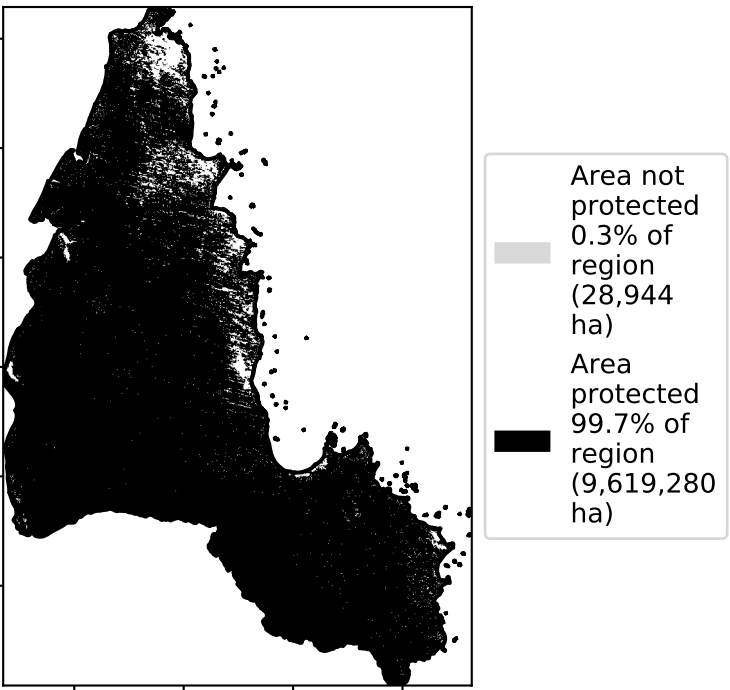 Area not
protected
0.3% of
region
(28,944
ha)
Area
protected
99.7% of
region
(9,619,280
ha)